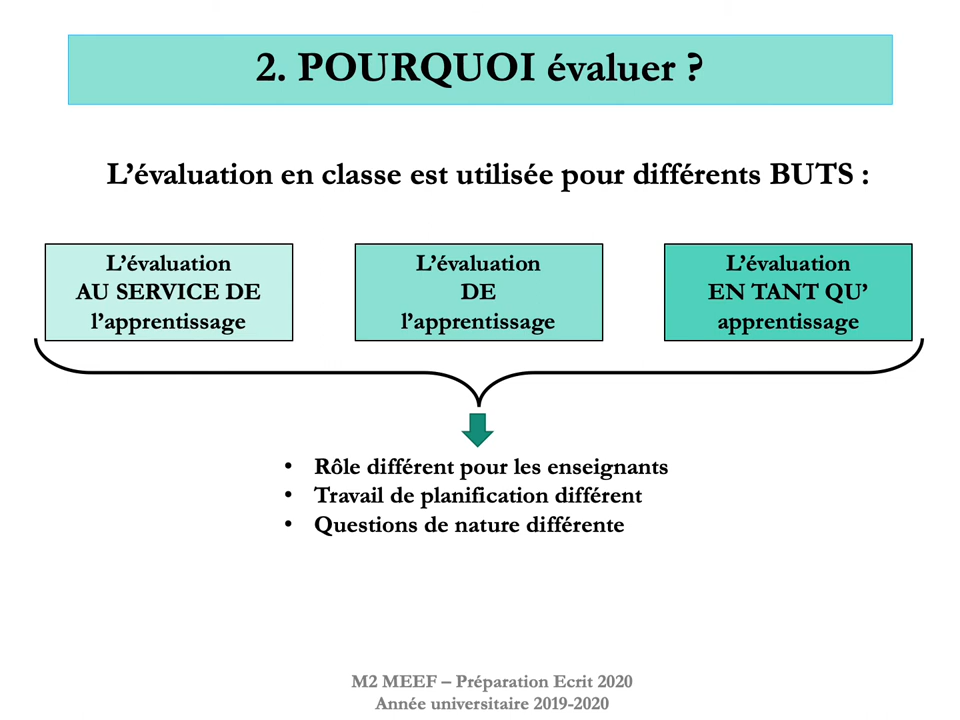 2. POURQUOI évaluer ?
L’évaluation en classe est utilisée pour différents BUTS :
L’évaluation
AU SERVICE DE
l’apprentissage
L’évaluation
DE
l’apprentissage
L’évaluation
EN TANT QU’
apprentissage
• Rôle différent pour les enseignants
• Travail de planification différent
• Questions de nature différente
M2 MEEF – Préparation Ecrit 2020
Année universitaire 2019-2020